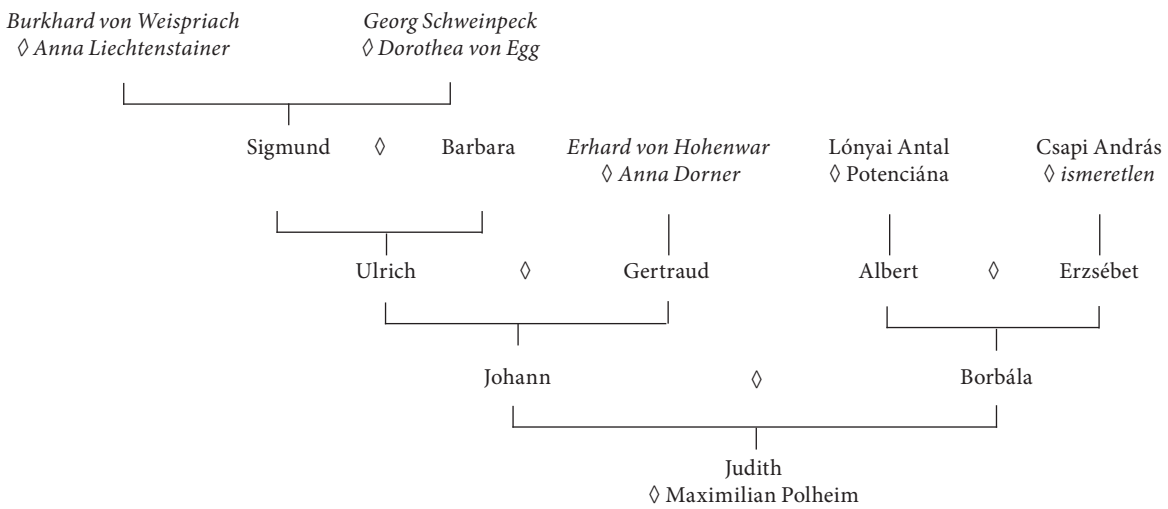 Burkhard von Weispriach
◊ Anna Liechtenstainer
Georg Schweinpeck
◊ Dorothea von Egg
Sigmund ◊ Barbara
Erhard von Hohenwar
◊ Anna Dorner
Lónyai Antal
◊ Potenciána
Csapi András
◊ ismeretlen
Ulrich ◊ Gertraud
Albert ◊ Erzsébet
Johann ◊ Borbála
Judith
◊ Maximilian Polheim